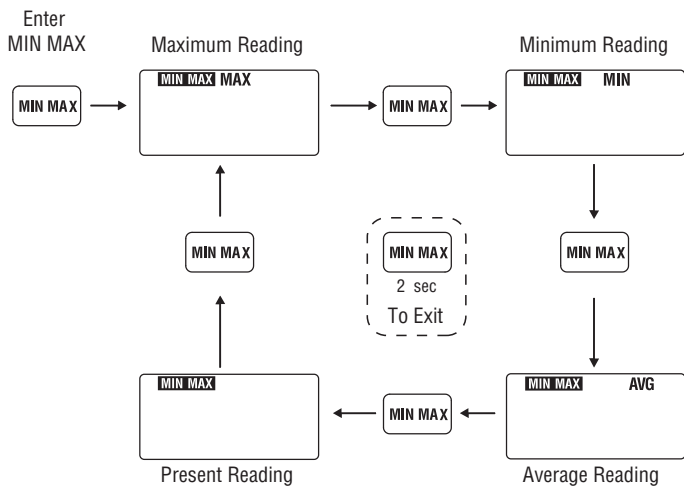 Enter
MIN MAX
Maximum Reading
Minimum Reading
MIN MAX
MIN MAX MAX
MIN MAX
MIN MAX MIN
MIN MAX
MIN MAX
2 sec
To Exit
MIN MAX
MIN MAX
MIN MAX
MIN MAX AVG
Present Reading
Average Reading